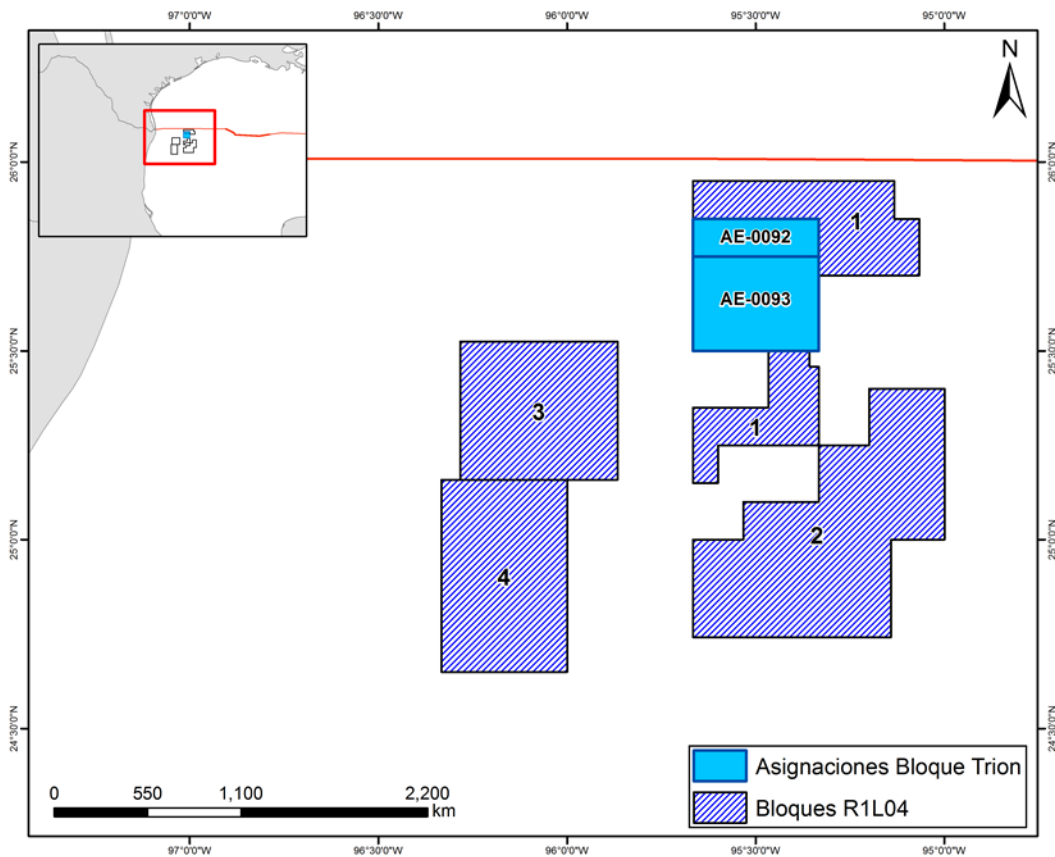 97°0'0"W 96°30'0"W 96°0'0"W 95°30'0"W 95°0'0"W
N
26°0'0"N 26°0'0"N
1
AE-0092
AE-0093
25°30'0"N 25°30'0"N
3
1
25°0'0"N 25°0'0"N
2
4
24°30'0"N 24°30'0"N
Asignaciones Bloque Trion
Bloques R1L04
0 550 1,100 2,200
km
97°0'0"W 96°30'0"W 96°0'0"W 95°30'0"W 95°0'0"W